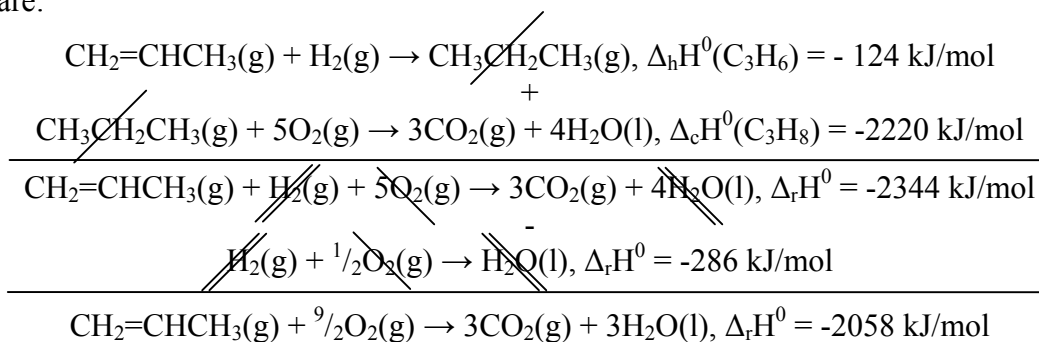 are:
CH₂=CHCH₃(g) + H₂(g) → CH₃CH₂CH₃(g), ΔₕH⁰(C₃H₆) = - 124 kJ/mol
+
CH₃CH₂CH₃(g) + 5O₂(g) → 3CO₂(g) + 4H₂O(l), Δ꜀H⁰(C₃H₈) = -2220 kJ/mol
CH₂=CHCH₃(g) + H₂(g) + 5O₂(g) → 3CO₂(g) + 4H₂O(l), ΔᵣH⁰ = -2344 kJ/mol
-
H₂(g) + ¹/₂O₂(g) → H₂O(l), ΔᵣH⁰ = -286 kJ/mol
CH₂=CHCH₃(g) + ⁹/₂O₂(g) → 3CO₂(g) + 3H₂O(l), ΔᵣH⁰ = -2058 kJ/mol